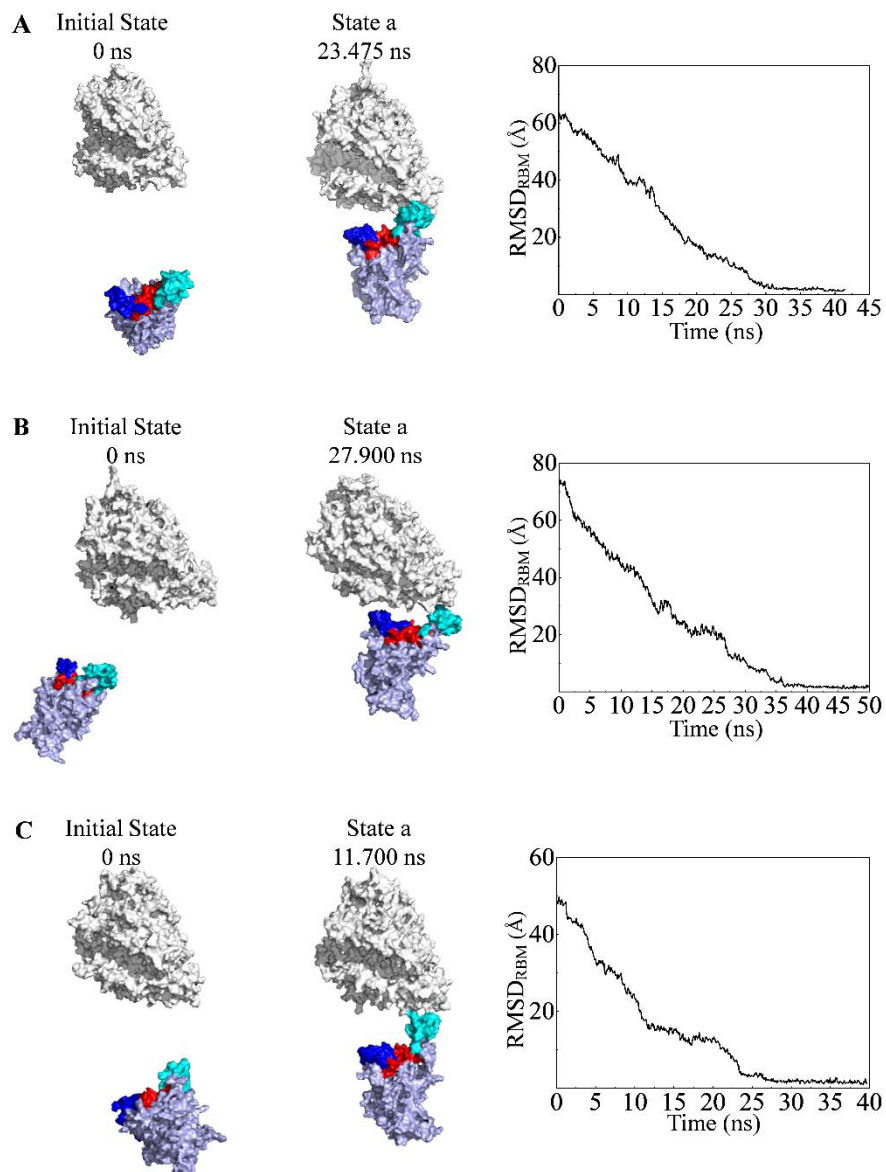 A
Initial State
0 ns
State a
23.475 ns
80
60
40
20
RMSD_RBM (Å)
0 5 10 15 20 25 30 35 40 45
Time (ns)
B
Initial State
0 ns
State a
27.900 ns
80
60
40
20
RMSD_RBM (Å)
0 5 10 15 20 25 30 35 40 45 50
Time (ns)
C
Initial State
0 ns
State a
11.700 ns
60
40
20
RMSD_RBM (Å)
0 5 10 15 20 25 30 35 40
Time (ns)